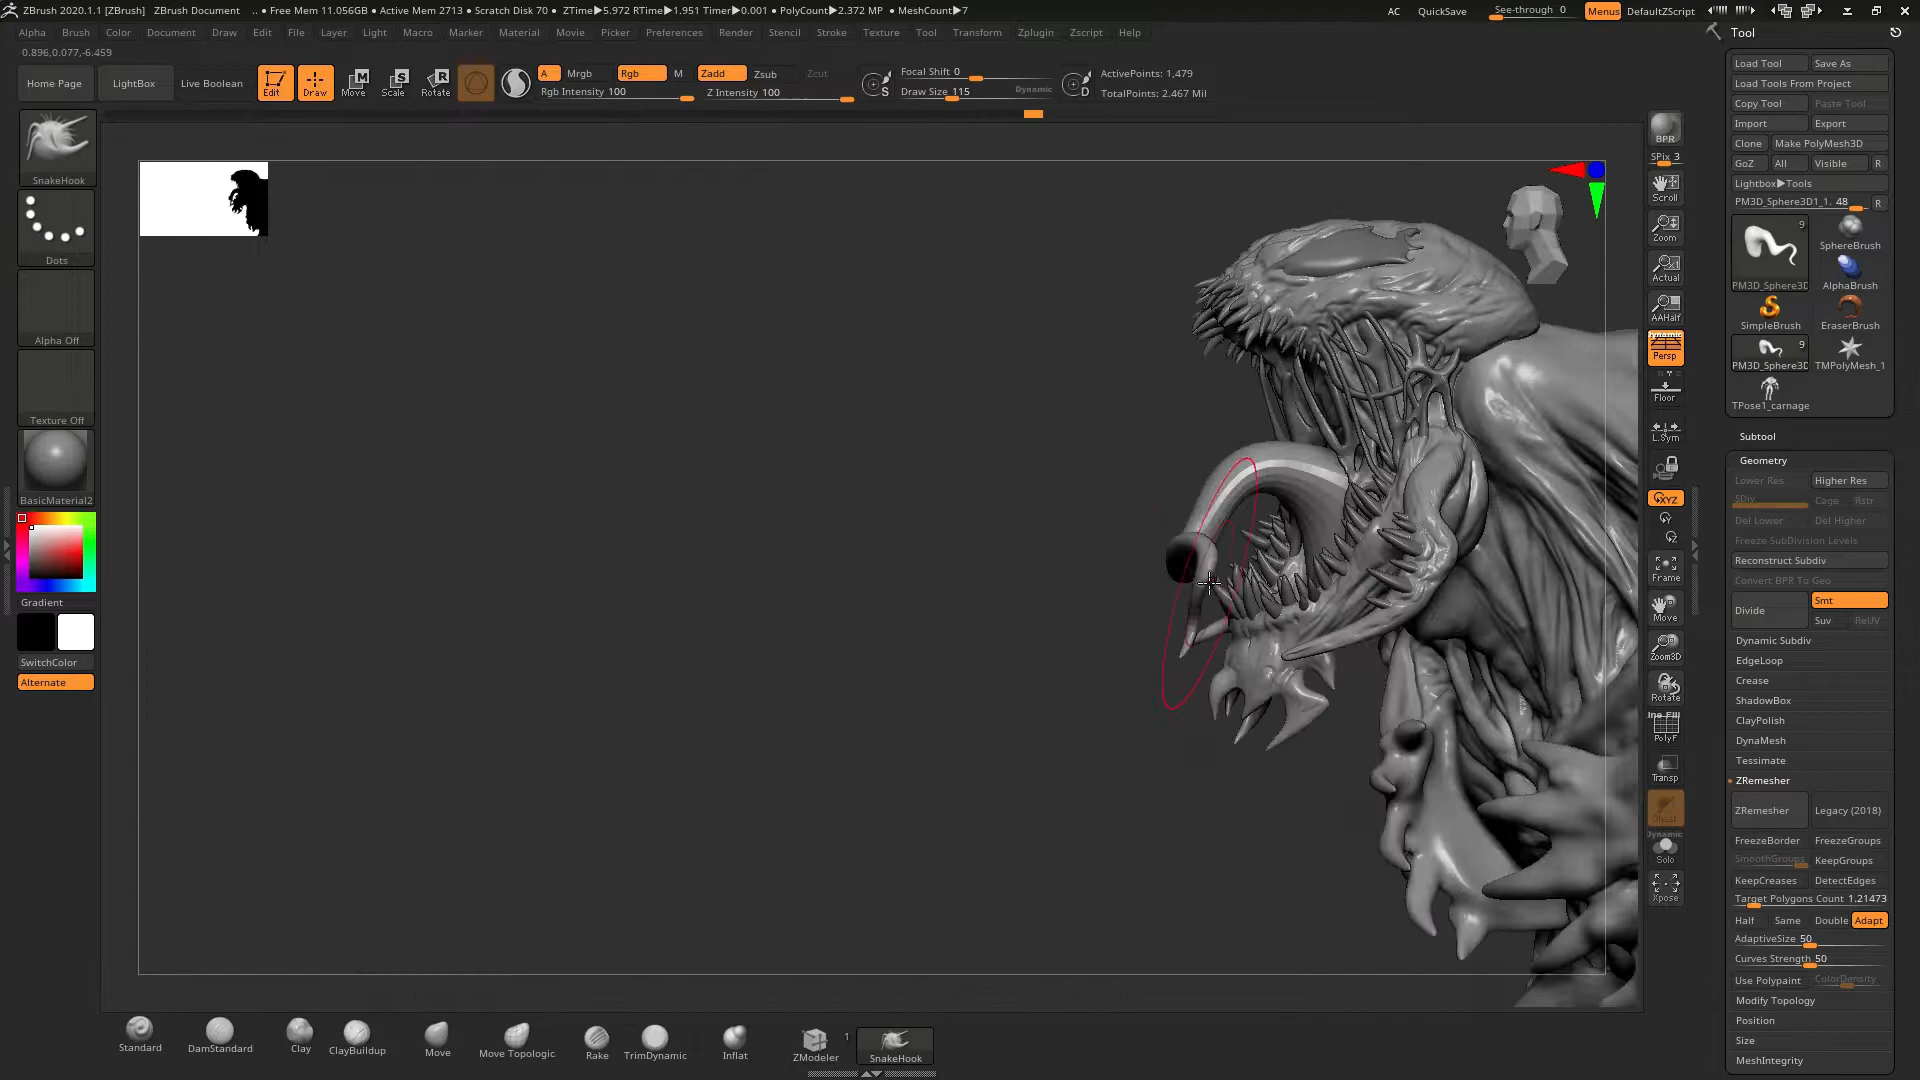 ZBrush 2020.1.1 [ZBrush] ZBrush Document .. • Free Mem 11.056GB • Active Mem 2713 • Scratch Disk 70 • ZTime▶5.972 RTime▶1.951 Timer▶0.001 • PolyCount▶2.372 MP • MeshCount▶7 AC QuickSave See-through 0 Menus DefaultZScript
Alpha Brush Color Document Draw Edit File Layer Light Macro Marker Material Movie Picker Preferences Render Stencil Stroke Texture Tool Transform Zplugin Zscript Help
0.896,0.077,-6.459
Home Page LightBox Live Boolean Edit Draw Move Scale Rotate
A Mrgb Rgb M Zadd Zsub Zcut
Rgb Intensity 100 Z Intensity 100
S Focal Shift 0
Draw Size 115 Dynamic D
ActivePoints: 1,479
TotalPoints: 2.467 Mil
SnakeHook
Dots
Alpha Off
Texture Off
BasicMaterial2
Gradient
SwitchColor
Alternate
BPR
SPix 3
Scroll
Zoom
Actual
AAHalf
Dynamic
Persp
Floor
L.Sym
XYZ
Y
Z
Frame
Move
Zoom3D
Rotate
Line Fill
PolyF
Transp
Ghost
Dynamic
Solo
Xpose
Tool
Load Tool Save As
Load Tools From Project
Copy Tool Paste Tool
Import Export
Clone Make PolyMesh3D
GoZ All Visible R
Lightbox▶Tools
PM3D_Sphere3D1_1. 48 R
9
PM3D_Sphere3D SphereBrush
AlphaBrush
SimpleBrush EraserBrush
9
PM3D_Sphere3D TMPolyMesh_1
TPose1_carnage
Subtool
Geometry
Lower Res Higher Res
SDiv Cage Rstr
Del Lower Del Higher
Freeze SubDivision Levels
Reconstruct Subdiv
Convert BPR To Geo
Divide Smt
Suv ReUV
Dynamic Subdiv
EdgeLoop
Crease
ShadowBox
ClayPolish
DynaMesh
Tessimate
ZRemesher
ZRemesher Legacy (2018)
FreezeBorder FreezeGroups
SmoothGroups KeepGroups
KeepCreases DetectEdges
Target Polygons Count 1.21473
Half Same Double Adapt
AdaptiveSize 50
Curves Strength 50
Use Polypaint ColorDensity
Modify Topology
Position
Size
MeshIntegrity
Standard DamStandard Clay ClayBuildup Move Move Topologic Rake TrimDynamic Inflat ZModeler 1 SnakeHook